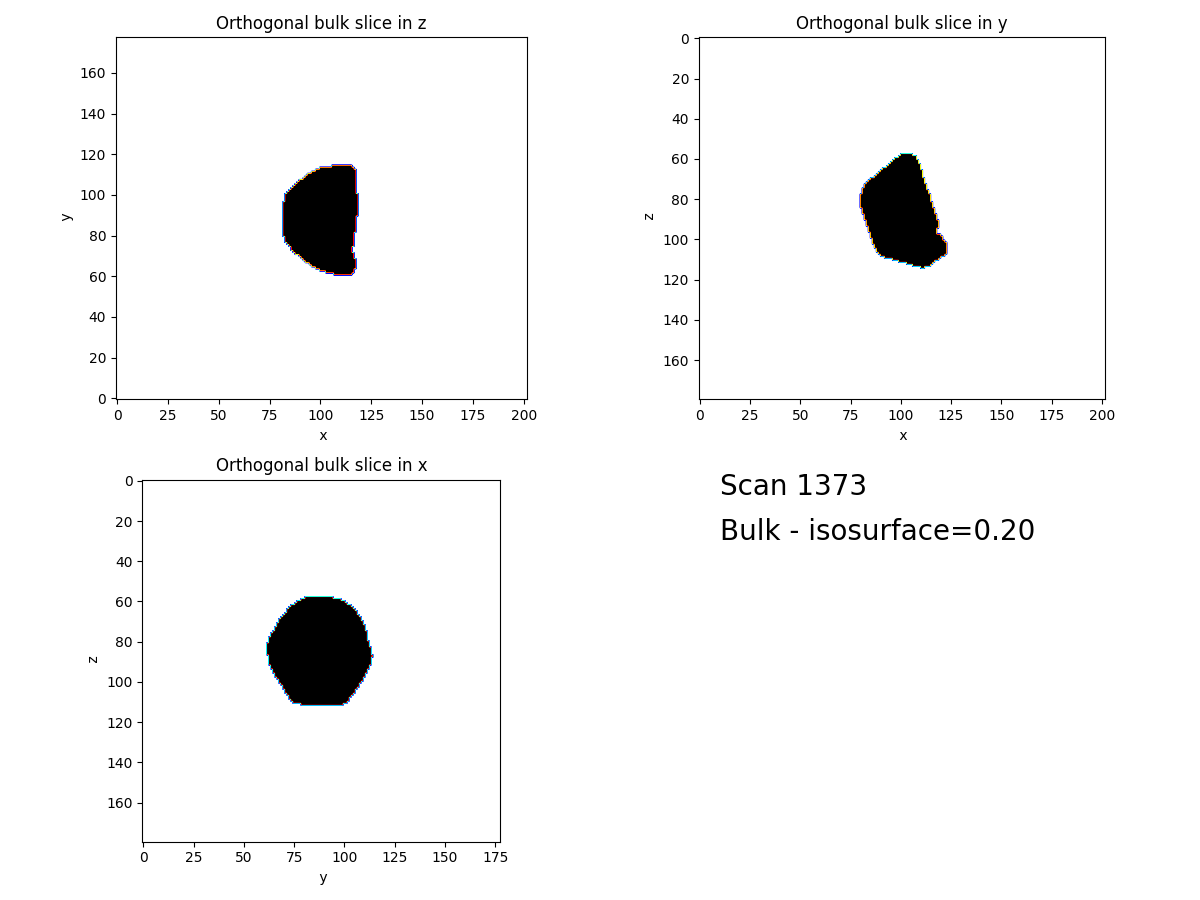 Orthogonal bulk slice in z
160
140
120
100
80
60
40
20
0
y
0 25 50 75 100 125 150 175 200
x
Orthogonal bulk slice in y
0
20
40
60
80
100
120
140
160
z
0 25 50 75 100 125 150 175 200
x
Orthogonal bulk slice in x
0
20
40
60
80
100
120
140
160
z
0 25 50 75 100 125 150 175
y
Scan 1373
Bulk - isosurface=0.20